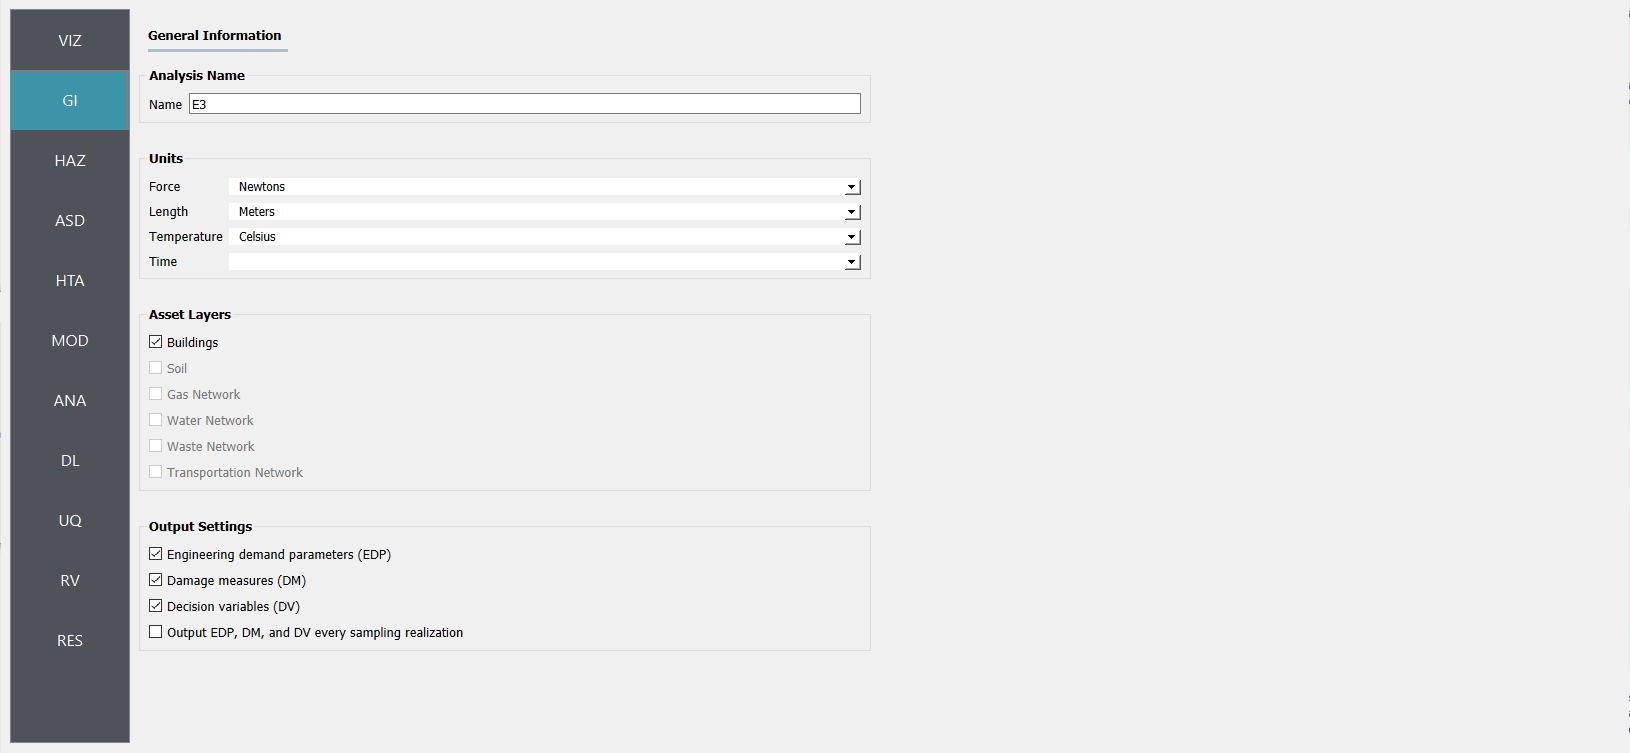 VIZ
GI
HAZ
ASD
HTA
MOD
ANA
DL
UQ
RV
RES
General Information
Analysis Name
Name E3
Units
Force Newtons
Length Meters
Temperature Celsius
Time
Asset Layers
Buildings
Soil
Gas Network
Water Network
Waste Network
Transportation Network
Output Settings
Engineering demand parameters (EDP)
Damage measures (DM)
Decision variables (DV)
Output EDP, DM, and DV every sampling realization